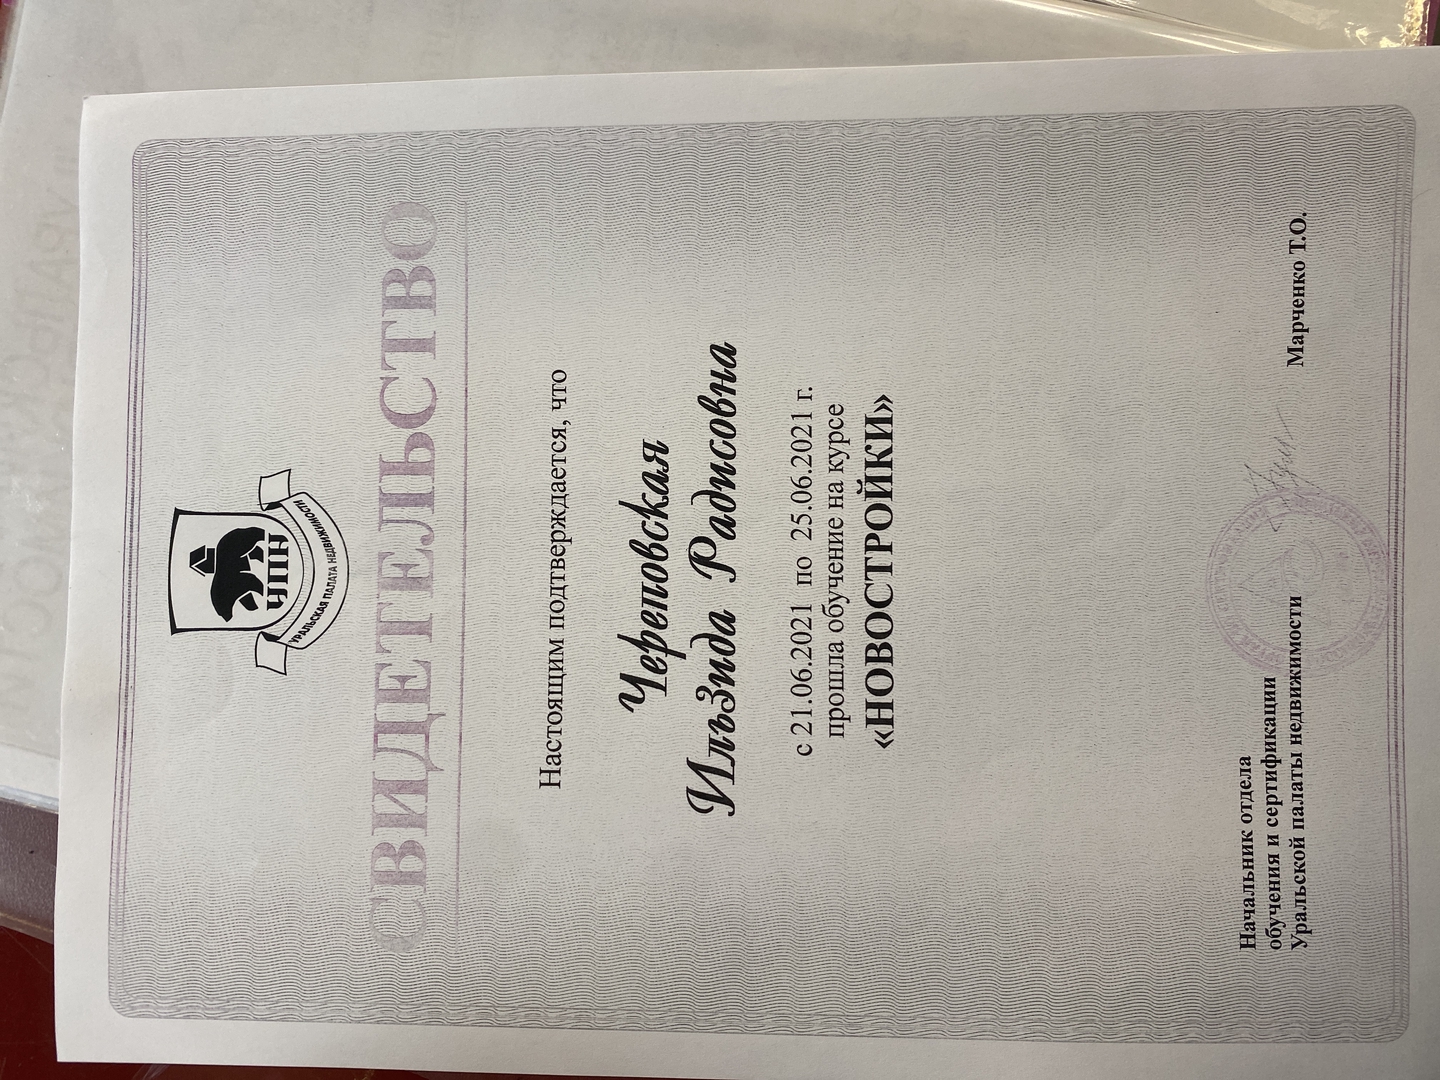 УПН
УРАЛЬСКАЯ ПАЛАТА НЕДВИЖИМОСТИ
СВИДЕТЕЛЬСТВО
Настоящим подтверждается, что
Череповская
ИльЗида Радисовна
с 21.06.2021 по 25.06.2021 г.
прошла обучение на курсе
«НОВОСТРОЙКИ»
Начальник отдела
обучения и сертификации
Уральской палаты недвижимости
Марченко Т.О.